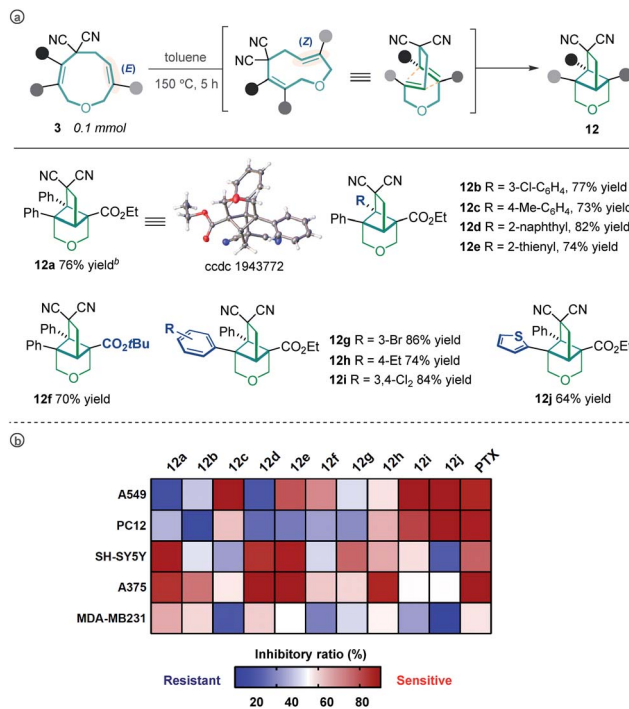 a
NC CN
(E)
O
3 0.1 mmol
toluene
150 °C, 5 h
CN
NC
(Z)
O
≡
NC CN
O
NC CN
O
12
NC CN
Ph
Ph
CO₂Et
O
12a 76% yieldᵇ
≡
ccdc 1943772
NC CN
R
Ph
CO₂Et
O
12b R = 3-Cl-C₆H₄, 77% yield
12c R = 4-Me-C₆H₄, 73% yield
12d R = 2-naphthyl, 82% yield
12e R = 2-thienyl, 74% yield
NC CN
Ph
Ph
CO₂tBu
O
12f 70% yield
NC CN
R
Ph
CO₂Et
O
12g R = 3-Br 86% yield
12h R = 4-Et 74% yield
12i R = 3,4-Cl₂ 84% yield
NC CN
S
Ph
CO₂Et
O
12j 64% yield
b
12a 12b 12c 12d 12e 12f 12g 12h 12i 12j PTX
A549
PC12
SH-SY5Y
A375
MDA-MB231
Inhibitory ratio (%)
Resistant Sensitive
20 40 60 80